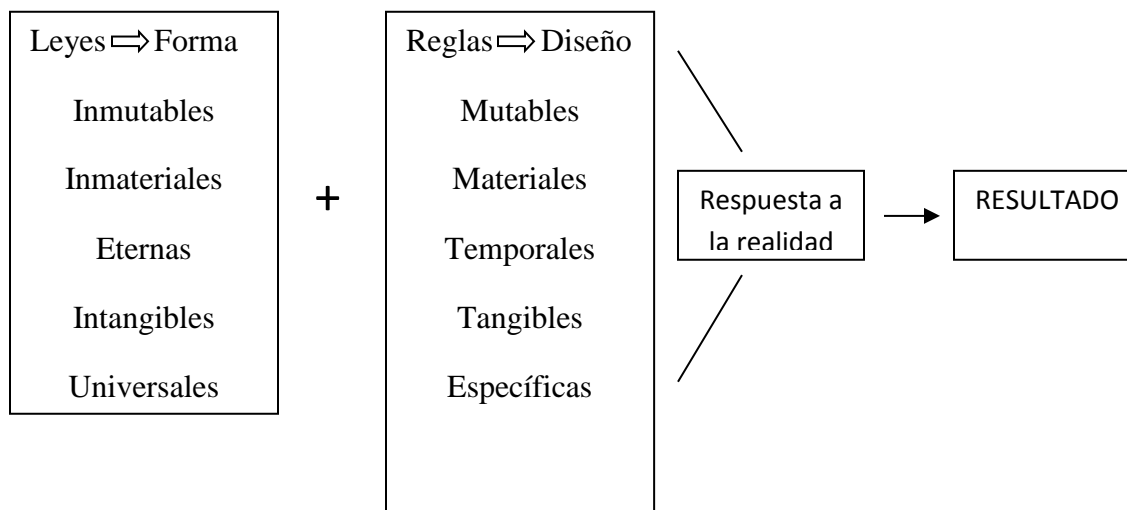 Leyes ⇨ Forma
Inmutables
Inmateriales
Eternas
Intangibles
Universales
+
Reglas ⇨ Diseño
Mutables
Materiales
Temporales
Tangibles
Específicas
Respuesta a
la realidad
RESULTADO